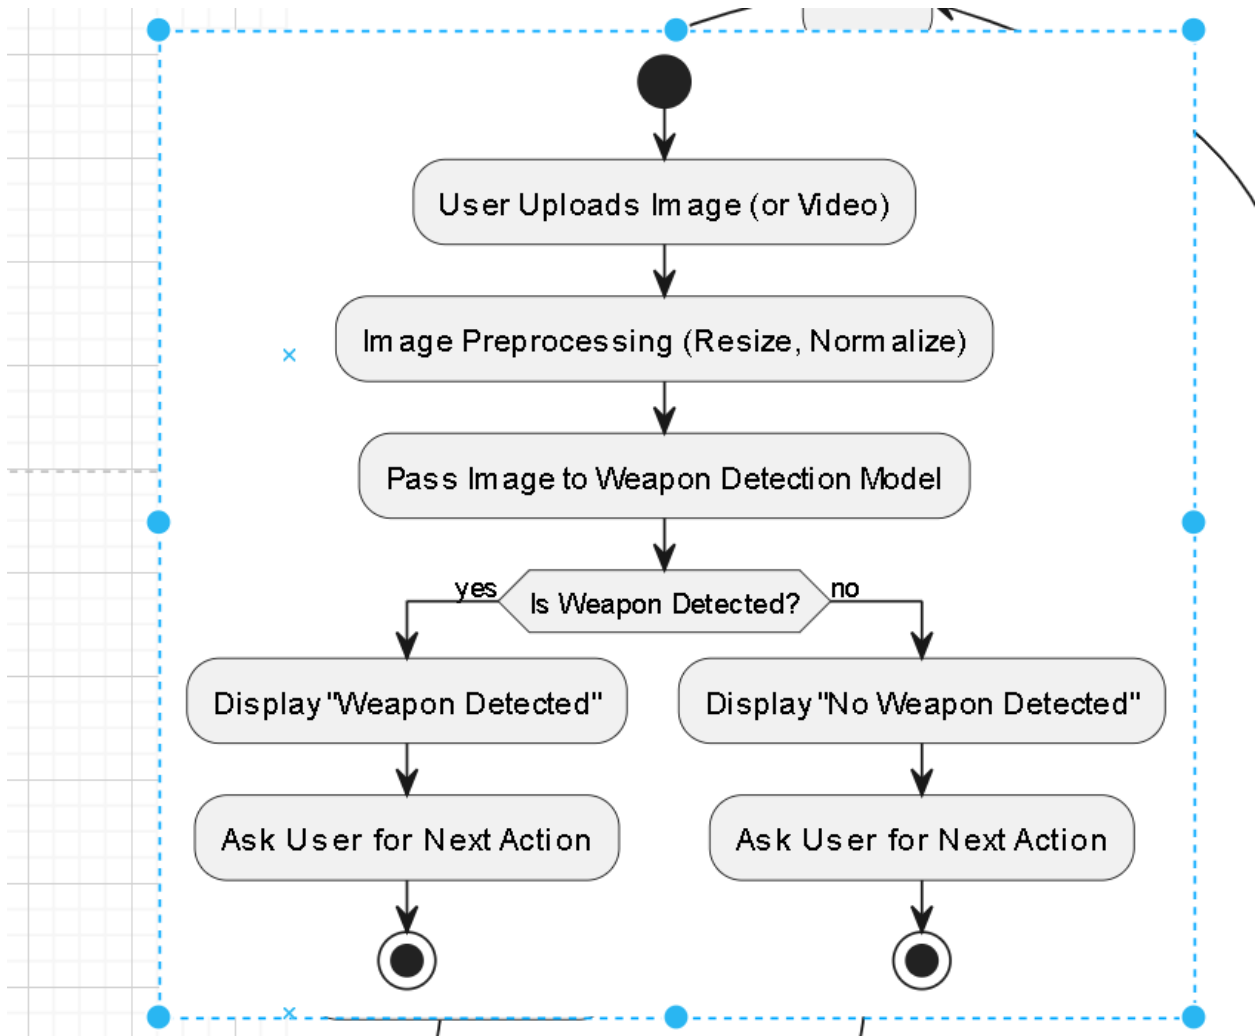 User Uploads Image (or Video)
Image Preprocessing (Resize, Normalize)
Pass Image to Weapon Detection Model
yes
Is Weapon Detected?
no
Display "Weapon Detected"
Display "No Weapon Detected"
Ask User for Next Action
Ask User for Next Action